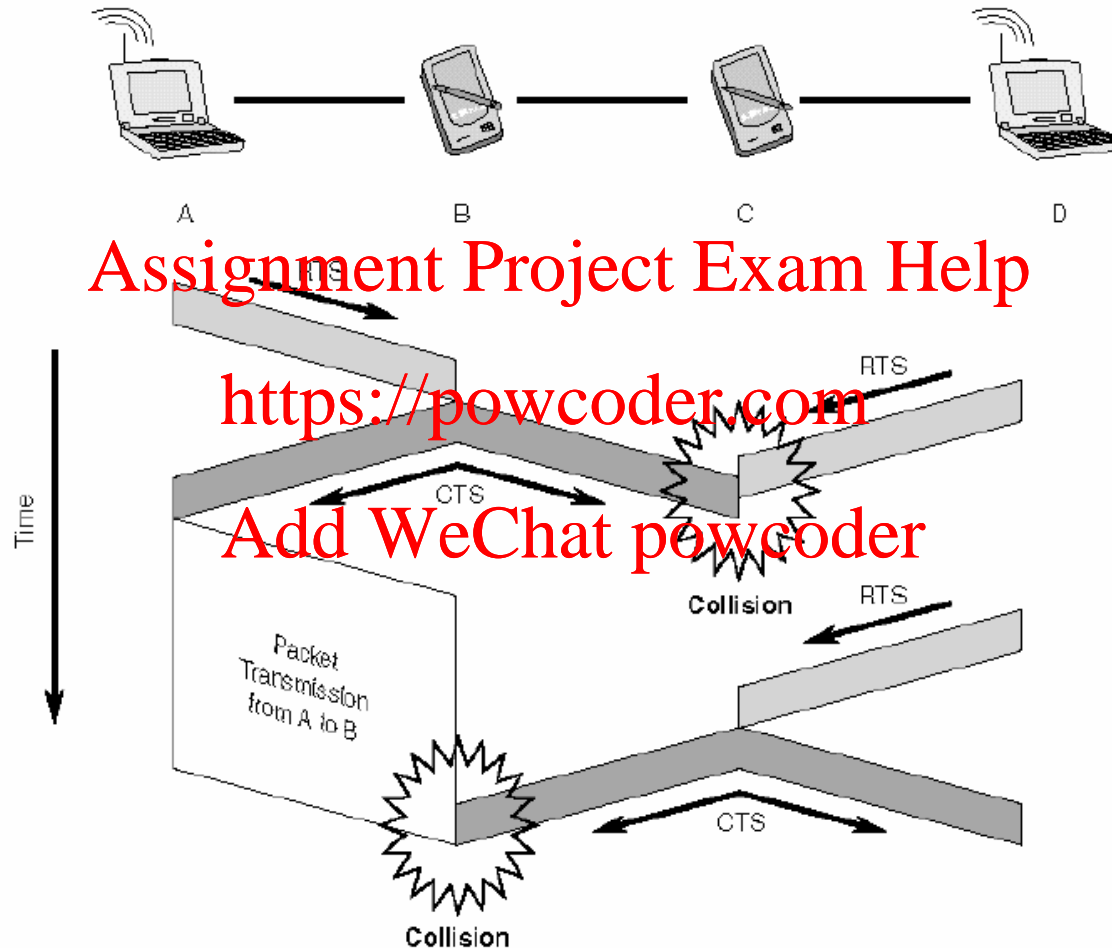 A
B
C
D
Assignment Project Exam Help
RTS
https://powcoder.com
RTS
CTS
Add WeChat powcoder
Time
Collision
RTS
Packet
Transmission
from A to B
CTS
Collision